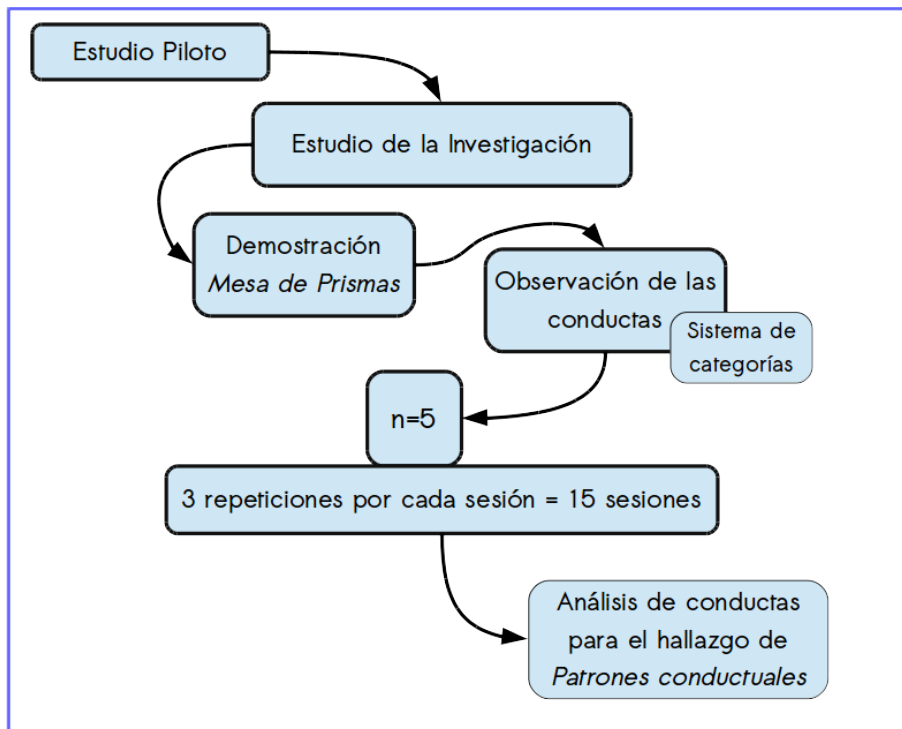 Estudio Piloto
Estudio de la Investigación
Demostración
Mesa de Prismas
Observación de las
conductas
Sistema de
categorías
n=5
3 repeticiones por cada sesión = 15 sesiones
Análisis de conductas
para el hallazgo de
Patrones conductuales